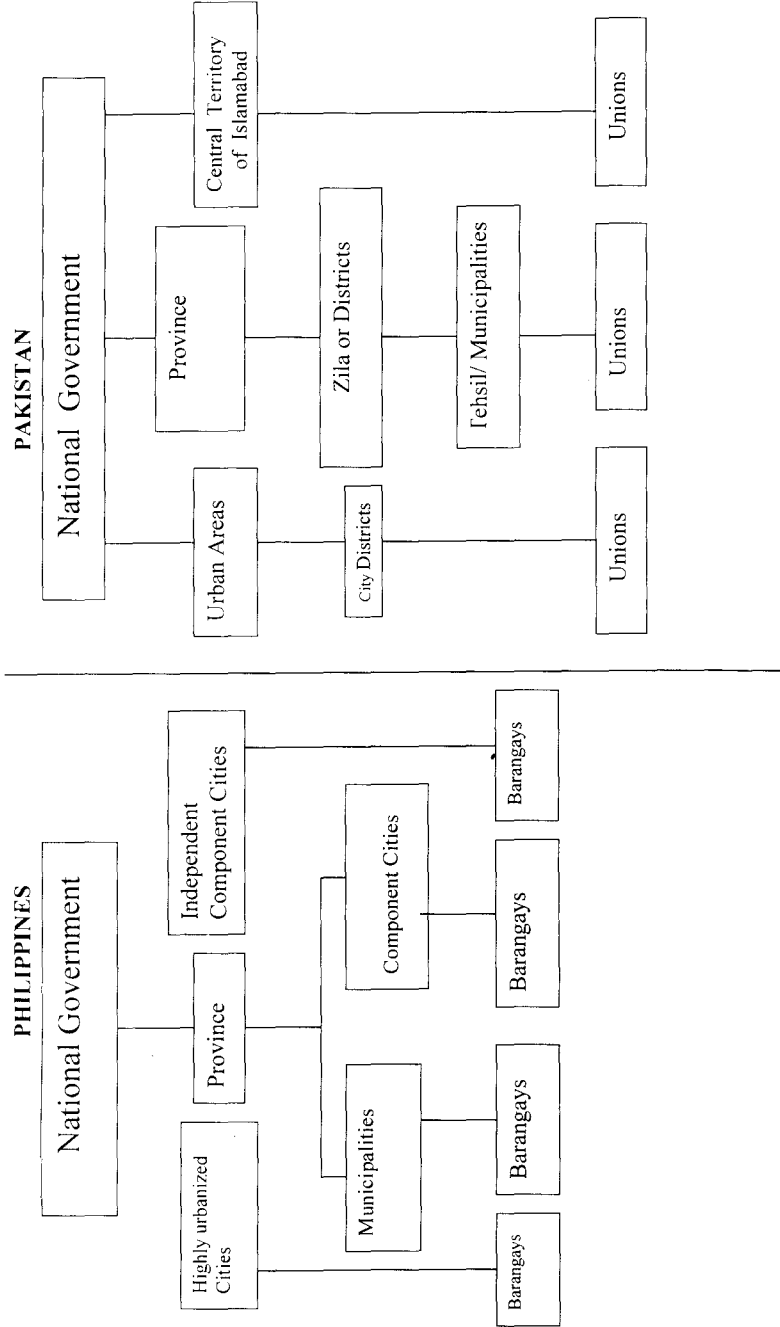 PHILIPPINES
National Government
Highly urbanized
Cities
Province
Independent
Component Cities
Municipalities
Component Cities
Barangays
Barangays
Barangays
Barangays
PAKISTAN
National Government
Urban Areas
Province
Central Territory
of Islamabad
City Districts
Zila or Districts
Tehsil/ Municipalities
Unions
Unions
Unions